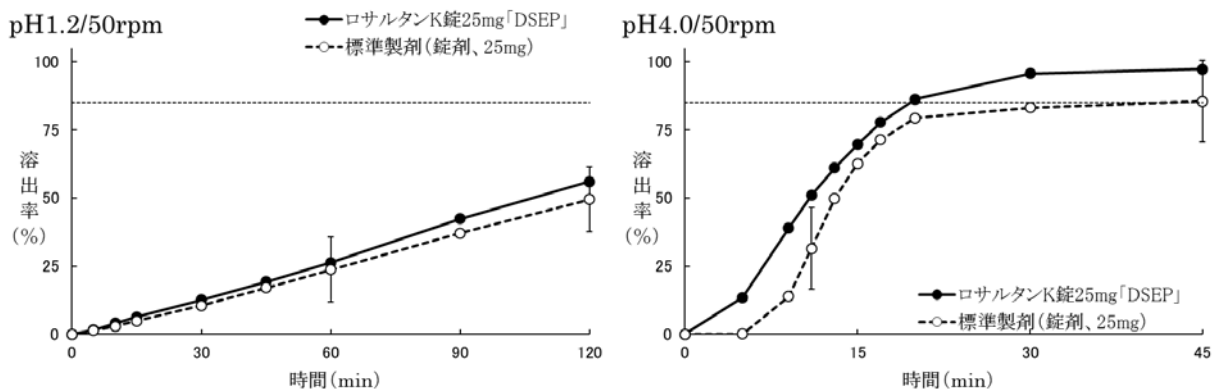 pH1.2/50rpm
ロサルタンK錠25mg「DSEP」
標準製剤(錠剤、25mg)
100
75
50
25
0
溶出率(%)
0 30 60 90 120
時間(min)
pH4.0/50rpm
100
75
50
25
0
溶出率(%)
ロサルタンK錠25mg「DSEP」
標準製剤(錠剤、25mg)
0 15 30 45
時間(min)